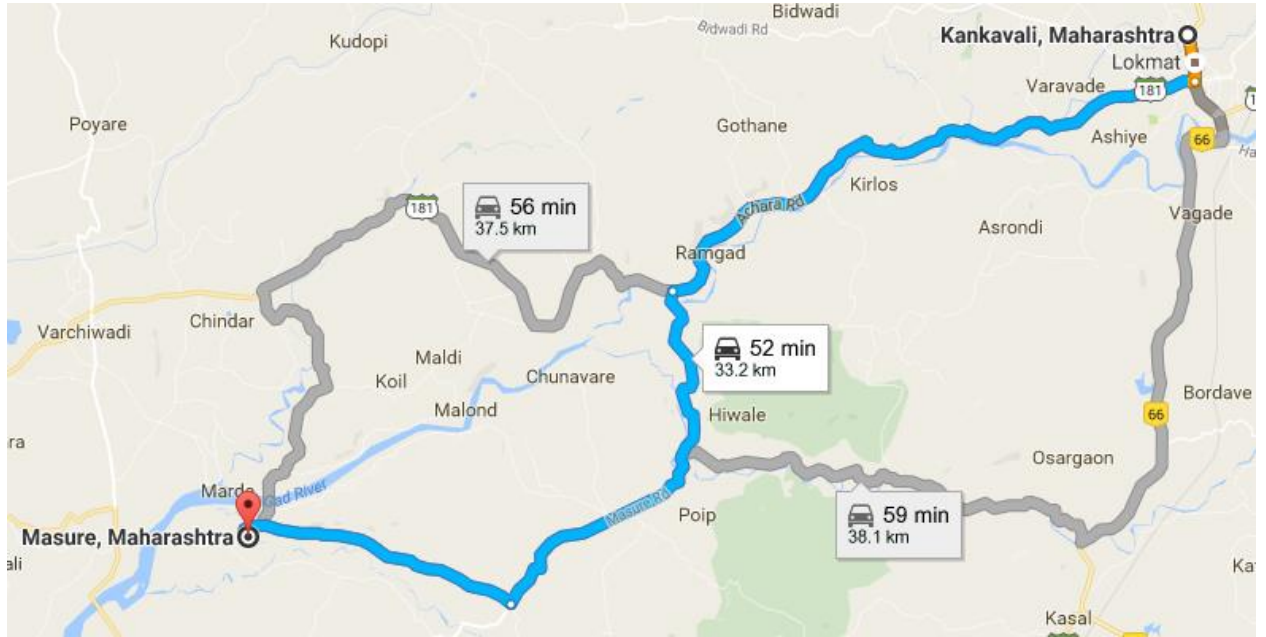 Bidwadi
Bidwadi Rd
Kankavali, Maharashtra
Kudopi
Lokmat
Varavade
181
Poyare
Gothane
Ashiye
66
Kirlos
181
56 min
37.5 km
Achara Rd
Vagade
Asrondi
Ramgad
Chindar
Varchiwadi
52 min
33.2 km
Maldi
Chunavare
Koil
Malond
Hiwale
Bordave
66
Osargaon
Gad River
Masure Rd
Poip
59 min
38.1 km
Masure, Maharashtra
Kasal